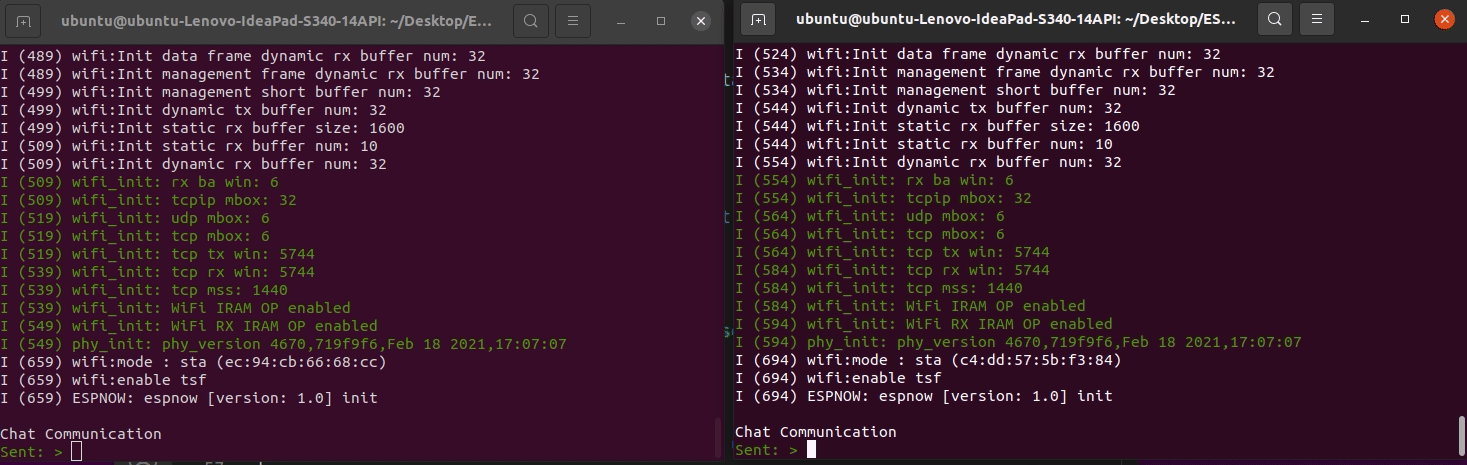 ubuntu@ubuntu-Lenovo-IdeaPad-S340-14API: ~/Desktop/E...
I (489) wifi:Init data frame dynamic rx buffer num: 32
I (489) wifi:Init management frame dynamic rx buffer num: 32
I (499) wifi:Init management short buffer num: 32
I (499) wifi:Init dynamic tx buffer num: 32
I (499) wifi:Init static rx buffer size: 1600
I (509) wifi:Init static rx buffer num: 10
I (509) wifi:Init dynamic rx buffer num: 32
I (509) wifi_init: rx ba win: 6
I (509) wifi_init: tcpip mbox: 32
I (519) wifi_init: udp mbox: 6
I (519) wifi_init: tcp mbox: 6
I (519) wifi_init: tcp tx win: 5744
I (539) wifi_init: tcp rx win: 5744
I (539) wifi_init: tcp mss: 1440
I (539) wifi_init: WiFi IRAM OP enabled
I (549) wifi_init: WiFi RX IRAM OP enabled
I (549) phy_init: phy_version 4670,719f9f6,Feb 18 2021,17:07:07
I (659) wifi:mode : sta (ec:94:cb:66:68:cc)
I (659) wifi:enable tsf
I (659) ESPNOW: espnow [version: 1.0] init
Chat Communication
Sent: >
ubuntu@ubuntu-Lenovo-IdeaPad-S340-14API: ~/Desktop/ES...
I (524) wifi:Init data frame dynamic rx buffer num: 32
I (534) wifi:Init management frame dynamic rx buffer num: 32
I (534) wifi:Init management short buffer num: 32
I (544) wifi:Init dynamic tx buffer num: 32
I (544) wifi:Init static rx buffer size: 1600
I (544) wifi:Init static rx buffer num: 10
I (554) wifi:Init dynamic rx buffer num: 32
I (554) wifi_init: rx ba win: 6
I (554) wifi_init: tcpip mbox: 32
I (564) wifi_init: udp mbox: 6
I (564) wifi_init: tcp mbox: 6
I (564) wifi_init: tcp tx win: 5744
I (584) wifi_init: tcp rx win: 5744
I (584) wifi_init: tcp mss: 1440
I (584) wifi_init: WiFi IRAM OP enabled
I (594) wifi_init: WiFi RX IRAM OP enabled
I (594) phy_init: phy_version 4670,719f9f6,Feb 18 2021,17:07:07
I (694) wifi:mode : sta (c4:dd:57:5b:f3:84)
I (694) wifi:enable tsf
I (694) ESPNOW: espnow [version: 1.0] init
Chat Communication
Sent: >